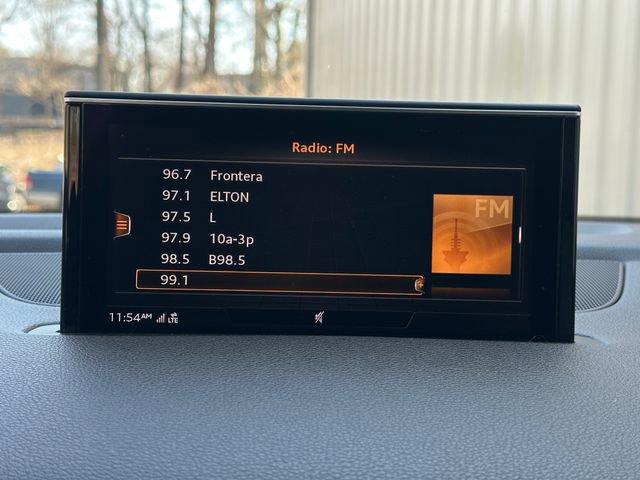 Radio: FM
96.7 Frontera
97.1 ELTON
97.5 L
97.9 10a-3p
98.5 B98.5
99.1
FM
11:54AM LTE